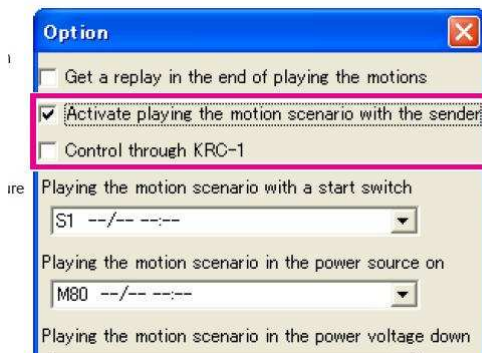 Option
Get a replay in the end of playing the motions
Activate playing the motion scenario with the sender
Control through KRC-1
Playing the motion scenario with a start switch
S1 --/-- --:--
Playing the motion scenario in the power source on
M80 --/-- --:--
Playing the motion scenario in the power voltage down